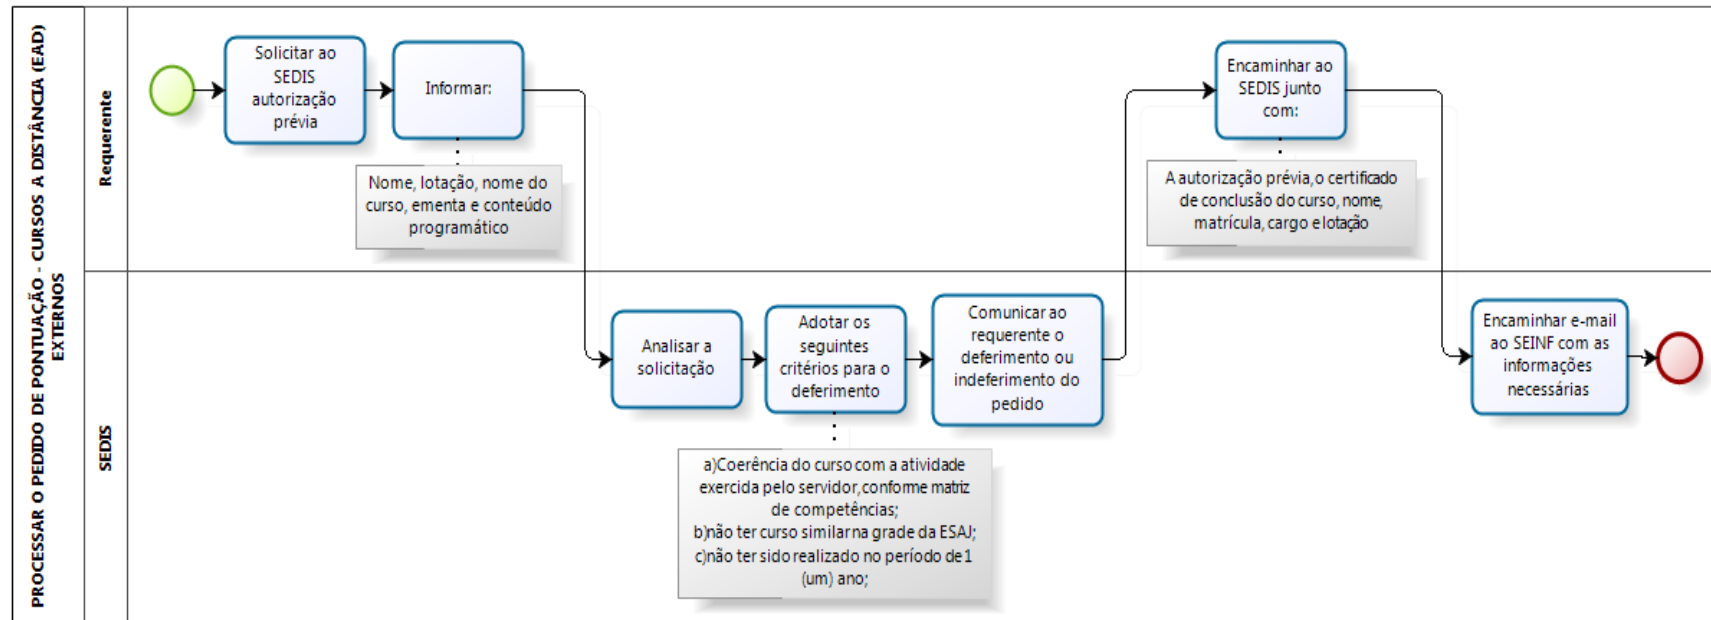 PROCESSAR O PEDIDO DE PONTUAÇÃO - CURSOS A DISTÂNCIA (EAD)
EXTERNOS
Requerente
Solicitar ao
SEDIS
autorização
prévia
Informar:
Nome, lotação, nome do
curso, ementa e conteúdo
programático
Encaminhar ao
SEDIS junto
com:
A autorização prévia, o certificado
de conclusão do curso, nome,
matrícula, cargo e lotação
SEDIS
Analisar a
solicitação
Adotar os
seguintes
critérios para o
deferimento
a)Coerência do curso com a atividade
exercida pelo servidor, conforme matriz
de competências;
b)não ter curso similar na grade da ESAJ;
c)não ter sido realizado no período de 1
(um) ano;
Comunicar ao
requerente o
deferimento ou
indeferimento do
pedido
Encaminhar e-mail
ao SEINF com as
informações
necessárias